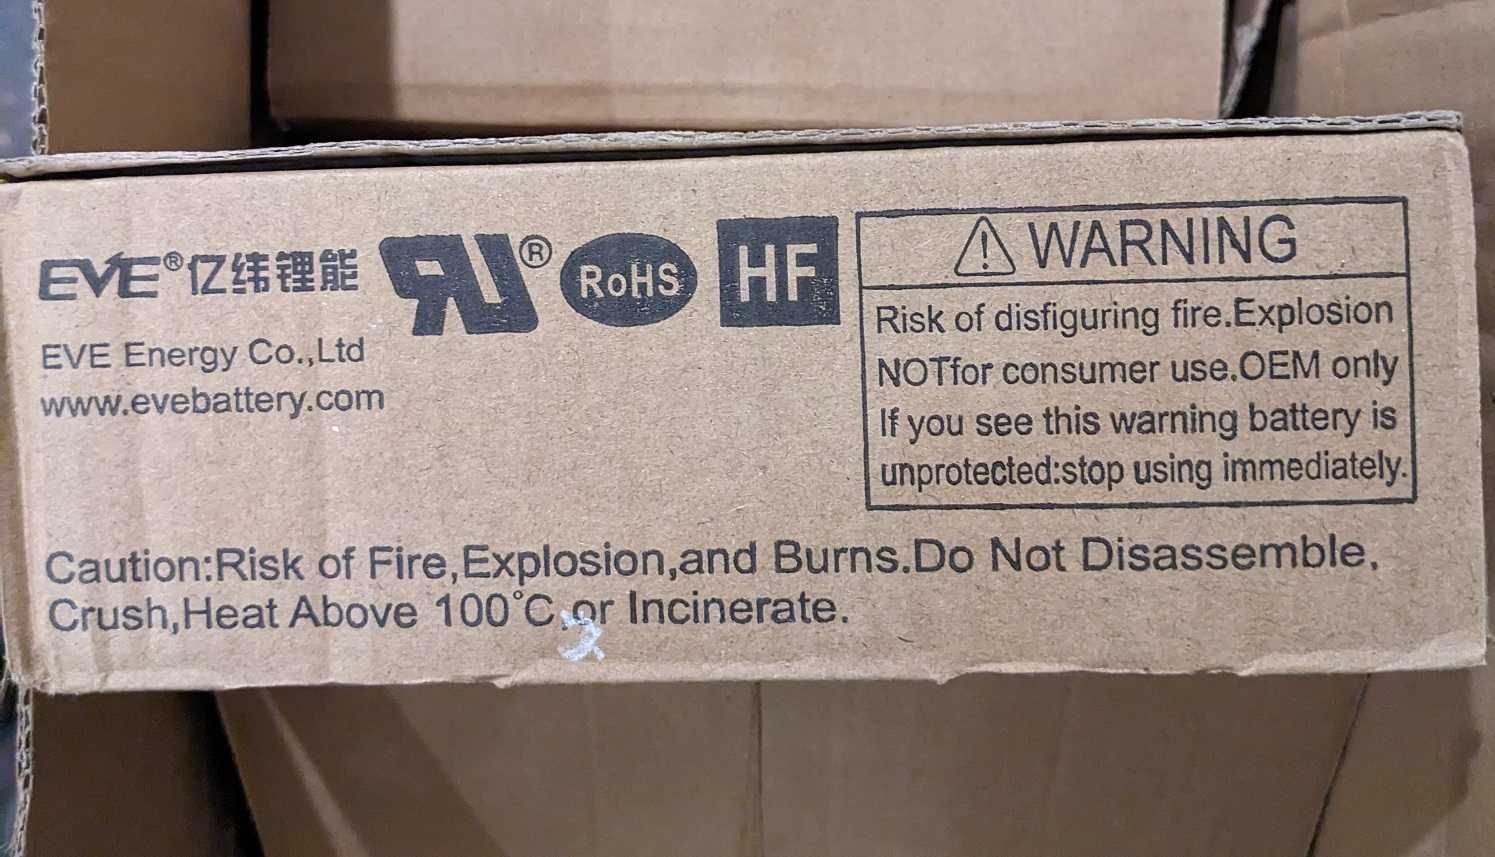 EVE®亿纬锂能
EVE Energy Co.,Ltd
www.evebattery.com
RU®
RoHS
HF
WARNING
Risk of disfiguring fire.Explosion
NOTfor consumer use.OEM only
If you see this warning battery is
unprotected:stop using immediately.
Caution:Risk of Fire,Explosion,and Burns.Do Not Disassemble,
Crush,Heat Above 100°C,or Incinerate.